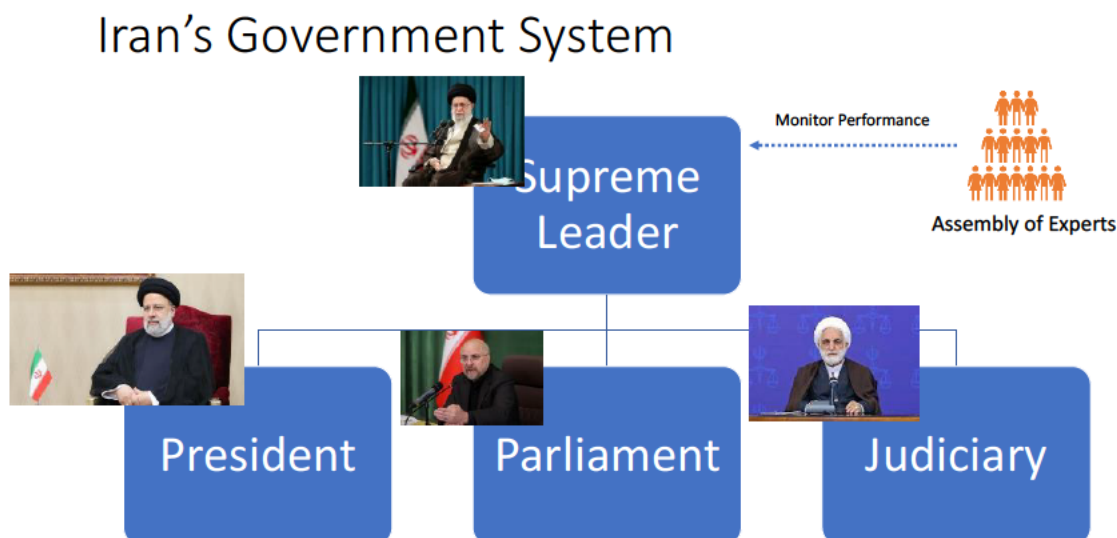 Iran’s Government System
Monitor Performance
Supreme
Leader
Assembly of Experts
President
Parliament
Judiciary